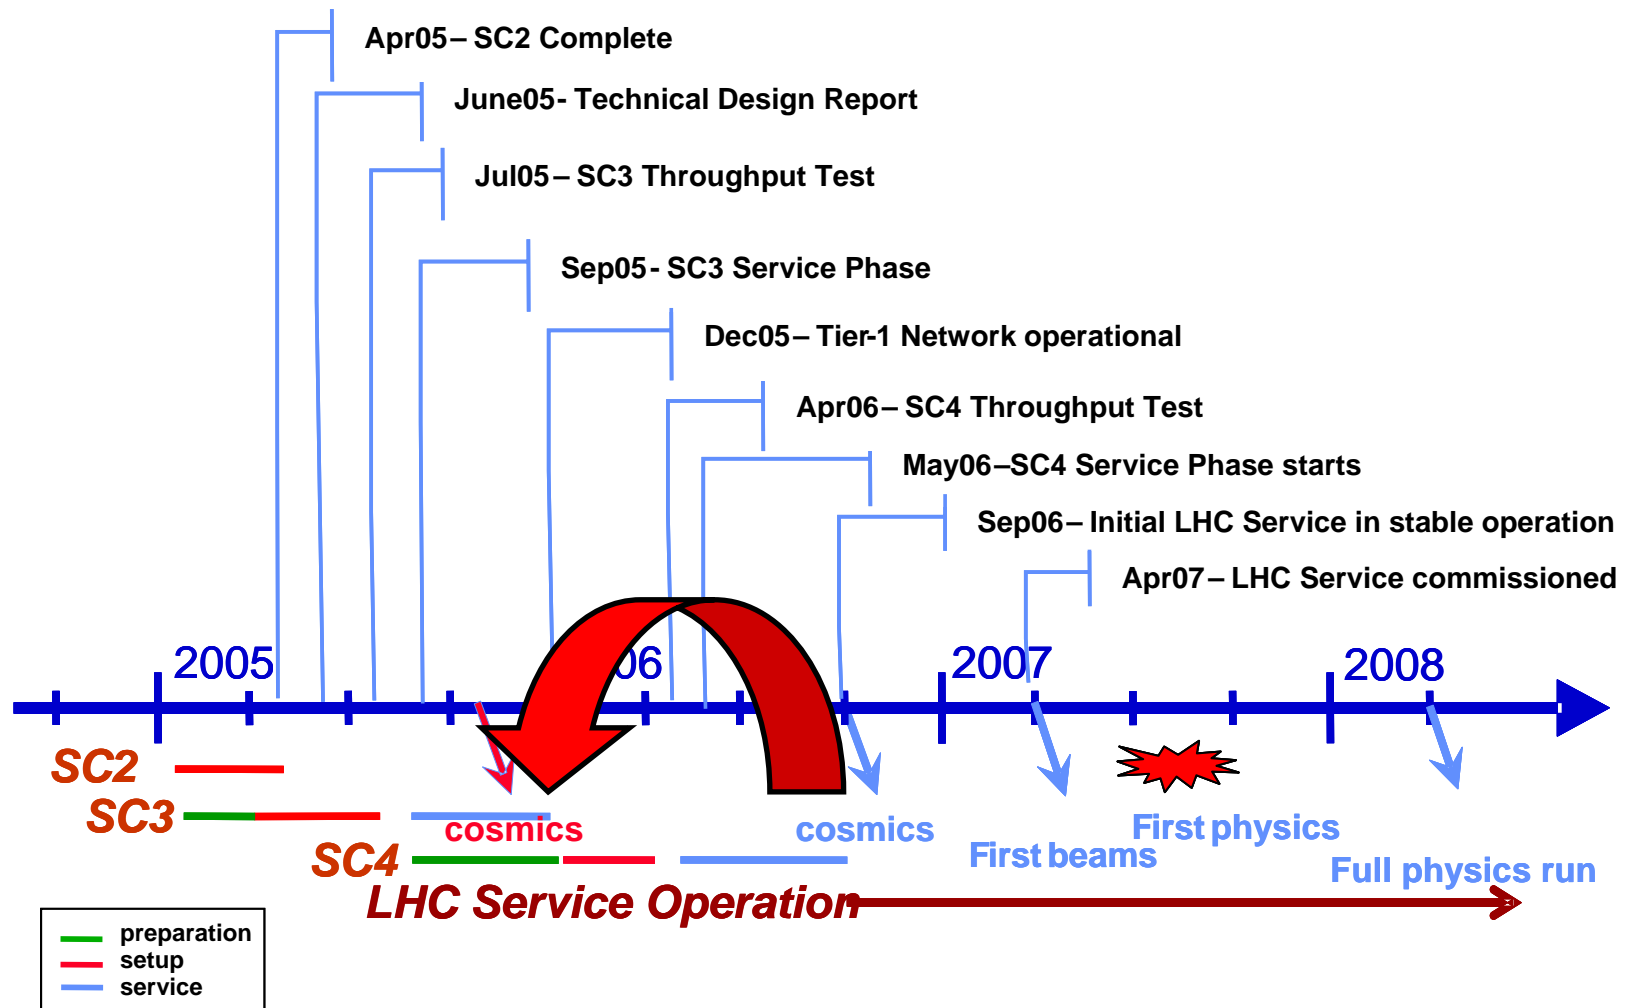 Apr05 – SC2 Complete
June05 - Technical Design Report
Jul05 – SC3 Throughput Test
Sep05 - SC3 Service Phase
Dec05 – Tier-1 Network operational
Apr06 – SC4 Throughput Test
May06 –SC4 Service Phase starts
Sep06 – Initial LHC Service in stable operation
Apr07 – LHC Service commissioned
2005
06
2007
2008
SC2
SC3
cosmics
cosmics
First physics
SC4
First beams
Full physics run
LHC Service Operation
preparation
setup
service